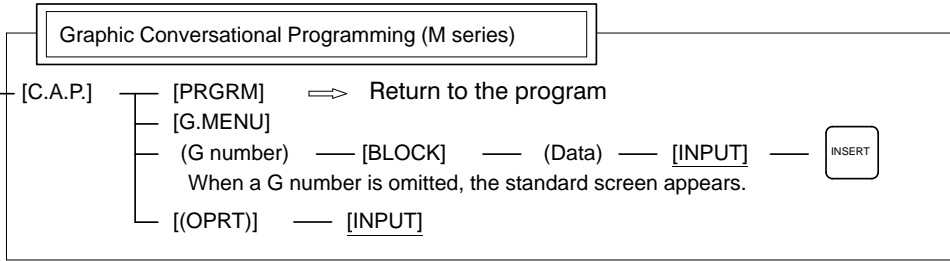 Graphic Conversational Programming (M series)
[C.A.P.] [PRGRM] Return to the program
[G.MENU]
(G number) [BLOCK] (Data) [INPUT] INSERT
When a G number is omitted, the standard screen appears.
[(OPRT)] [INPUT]